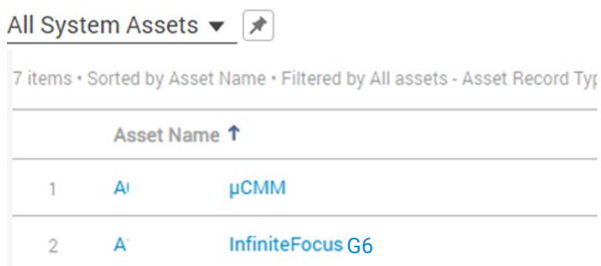 All System Assets
7 items • Sorted by Asset Name • Filtered by All assets - Asset Record Typ
Asset Name ↑
1 µCMM
2 InfiniteFocus G6